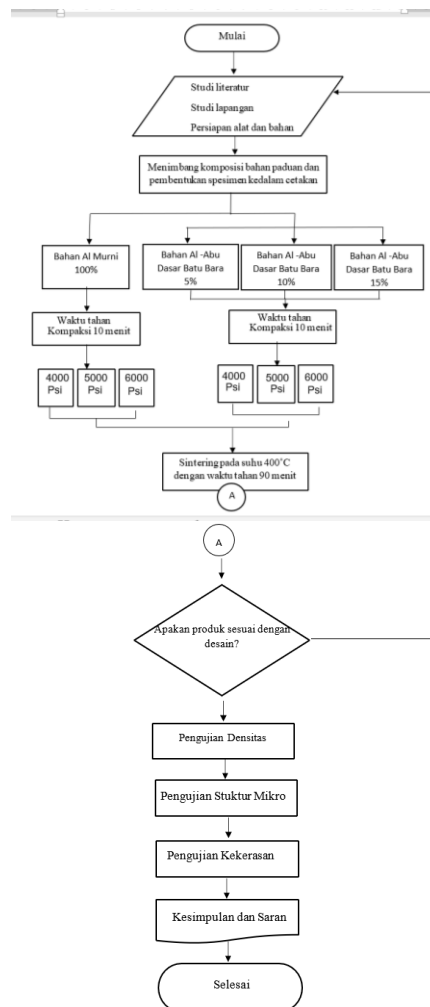 Mulai
Studi literatur
Studi lapangan
Persiapan alat dan bahan
Menimbang komposisi bahan paduan dan
pembentukan spesimen kedalam cetakan
Bahan Al Murni
100%
Bahan Al -Abu
Dasar Batu Bara
5%
Bahan Al -Abu
Dasar Batu Bara
10%
Bahan Al -Abu
Dasar Batu Bara
15%
Waktu tahan
Kompaksi 10 menit
Waktu tahan
Kompaksi 10 menit
4000
Psi
5000
Psi
6000
Psi
4000
Psi
5000
Psi
6000
Psi
Sintering pada suhu 400°C
dengan waktu tahan 90 menit
A
A
Apakan produk sesuai dengan
desain?
Pengujian Densitas
Pengujian Stuktur Mikro
Pengujian Kekerasan
Kesimpulan dan Saran
Selesai